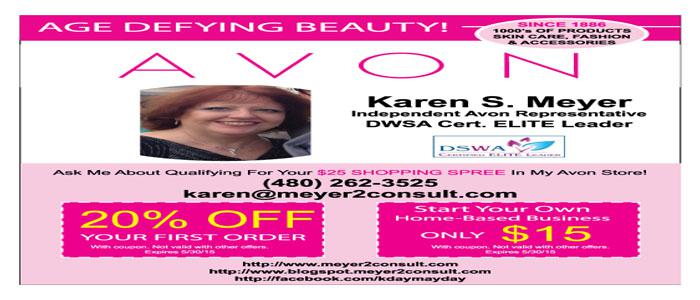 AGE DEFYING BEAUTY!
SINCE 1886
1000's OF PRODUCTS
SKIN CARE, FASHION
& ACCESSORIES
AVON
Karen S. Meyer
Independent Avon Representative
DWSA Cert. ELITE Leader
DSWA
CERTIFIED ELITE LEADER
Ask Me About Qualifying For Your $25 SHOPPING SPREE In My Avon Store!
(480) 262-3525
karen@meyer2consult.com
20% OFF
YOUR FIRST ORDER
With coupon. Not valid with other offers.
Expires 5/30/15
Start Your Own
Home-Based Business
ONLY $15
With coupon. Not valid with other offers.
Expires 5/30/15
http://www.meyer2consult.com
http://www.blogspot.meyer2consult.com
http://facebook.com/kdaymayday